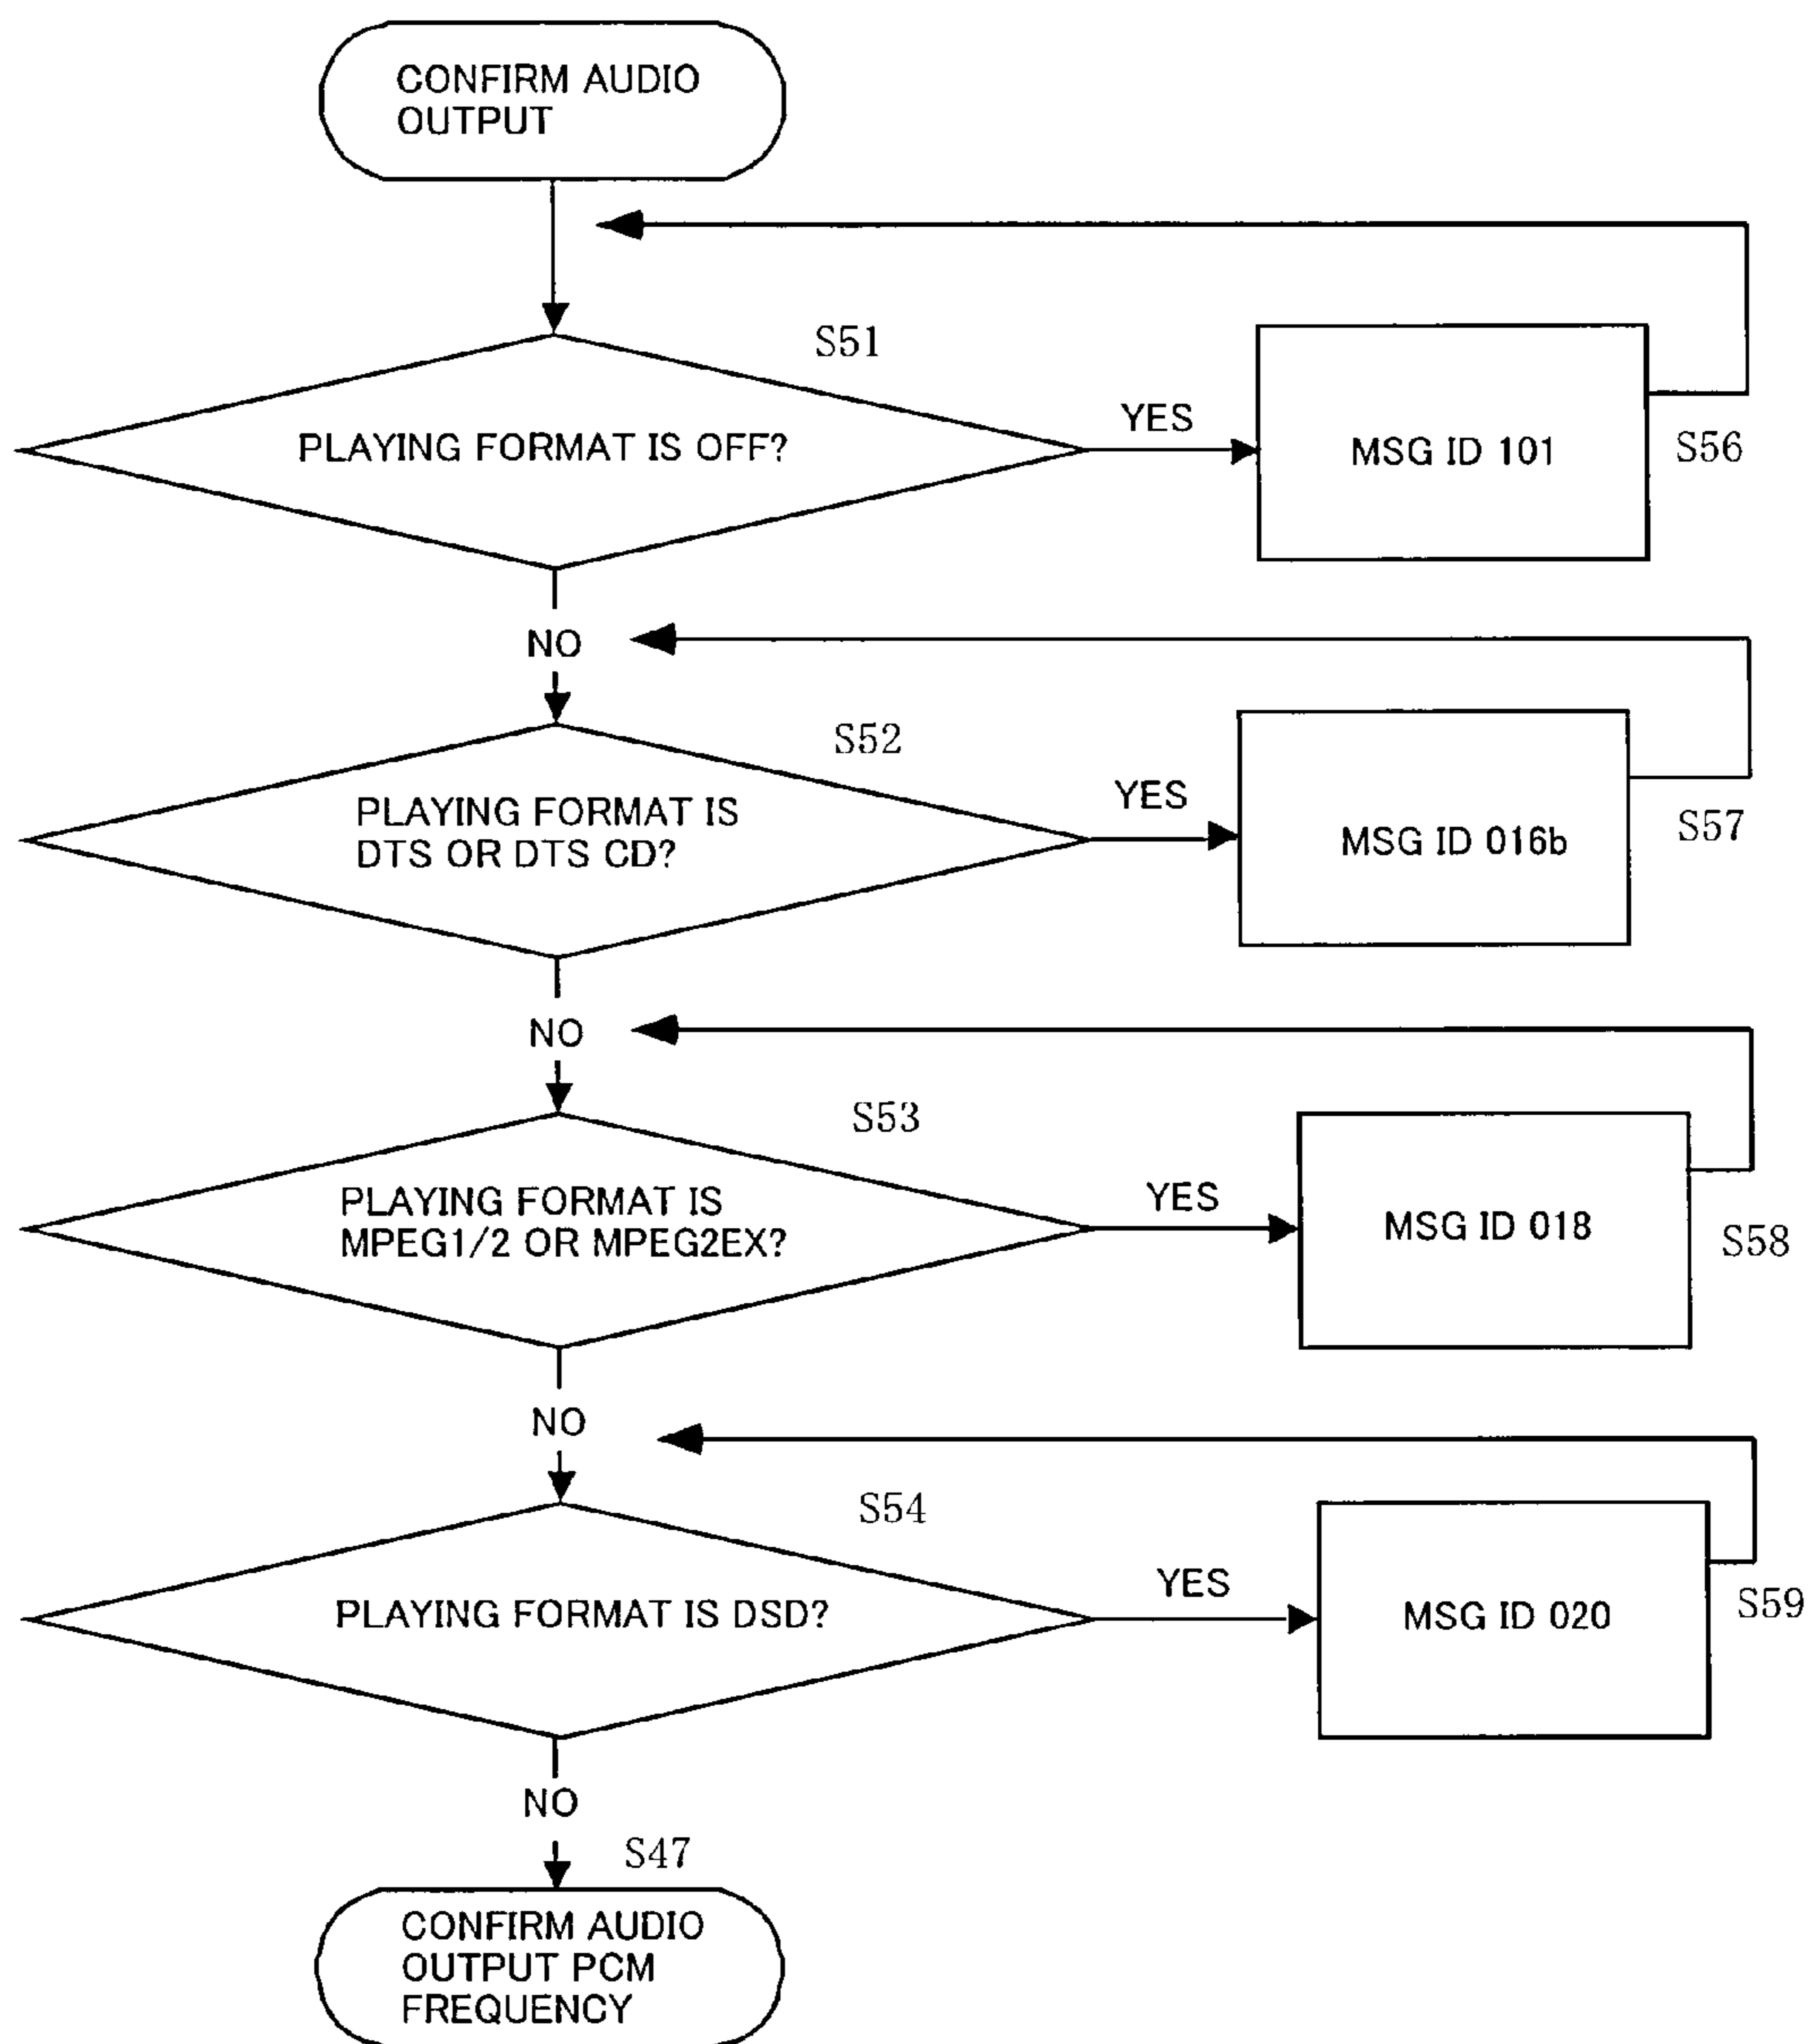 CONFIRM AUDIO
OUTPUT
S51
PLAYING FORMAT IS OFF?
YES
MSG ID 101
S56
NO
S52
PLAYING FORMAT IS
DTS OR DTS CD?
YES
MSG ID 016b
S57
NO
S53
PLAYING FORMAT IS
MPEG1/2 OR MPEG2EX?
YES
MSG ID 018
S58
NO
S54
PLAYING FORMAT IS DSD?
YES
MSG ID 020
S59
NO
S47
CONFIRM AUDIO
OUTPUT PCM
FREQUENCY